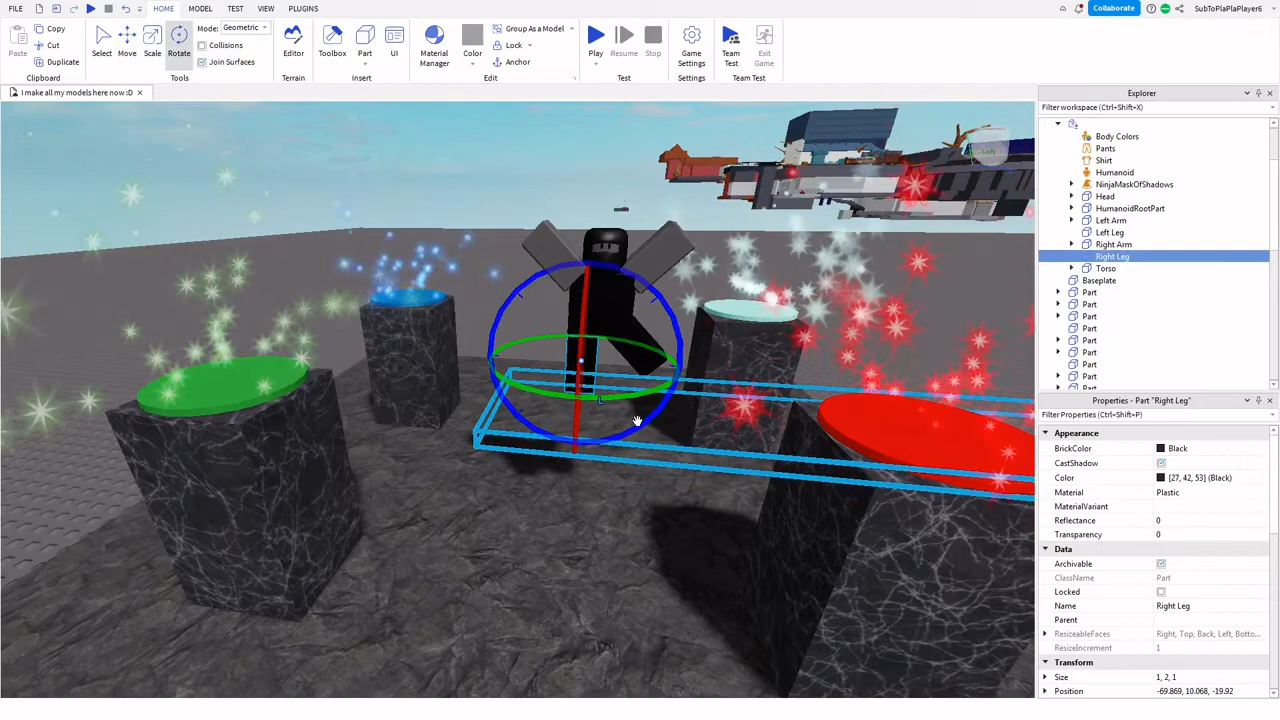 FILE HOME MODEL TEST VIEW PLUGINS Collaborate SubToPlaPlaPlayer6
Paste Copy Cut Duplicate Clipboard
Select Move Scale Rotate Tools
Mode: Geometric
Collisions
Join Surfaces
Editor Terrain
Toolbox Part UI Insert
Material Manager Color Group As a Model Lock Anchor Edit
Play Resume Stop Test
Game Settings Settings
Team Test Exit Game Team Test
I make all my models here now :D
Explorer
Filter workspace (Ctrl+Shift+X)
Body Colors
Pants
Shirt
Humanoid
NinjaMaskOfShadows
Head
HumanoidRootPart
Left Arm
Left Leg
Right Arm
Right Leg
Torso
Baseplate
Part
Part
Part
Part
Part
Part
Part
Part
Part
Properties - Part "Right Leg"
Filter Properties (Ctrl+Shift+P)
Appearance
BrickColor Black
CastShadow
Color [27, 42, 53] (Black)
Material Plastic
MaterialVariant
Reflectance 0
Transparency 0
Data
Archivable
ClassName Part
Locked
Name Right Leg
Parent
ResizeableFaces Right, Top, Back, Left, Botto...
ResizeIncrement 1
Transform
Size 1, 2, 1
Position -69.869, 10.068, -19.92
L